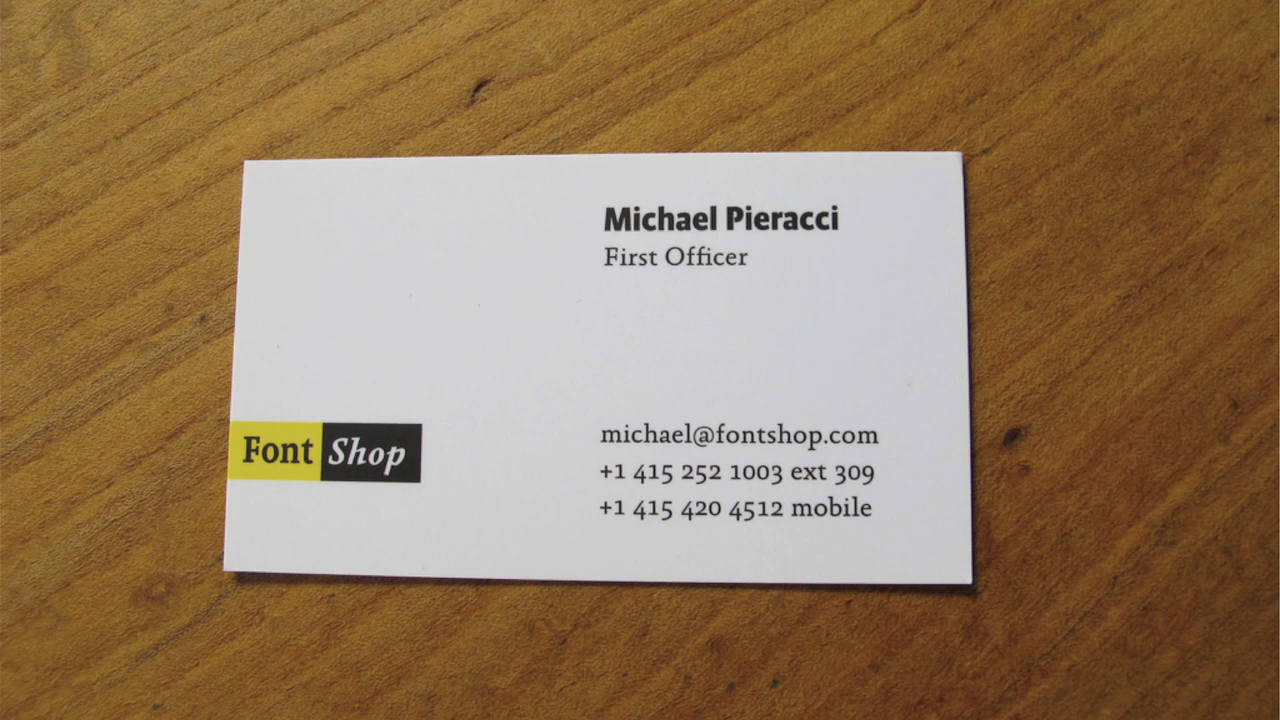 Michael Pieracci
First Officer
Font Shop
michael@fontshop.com
+1 415 252 1003 ext 309
+1 415 420 4512 mobile